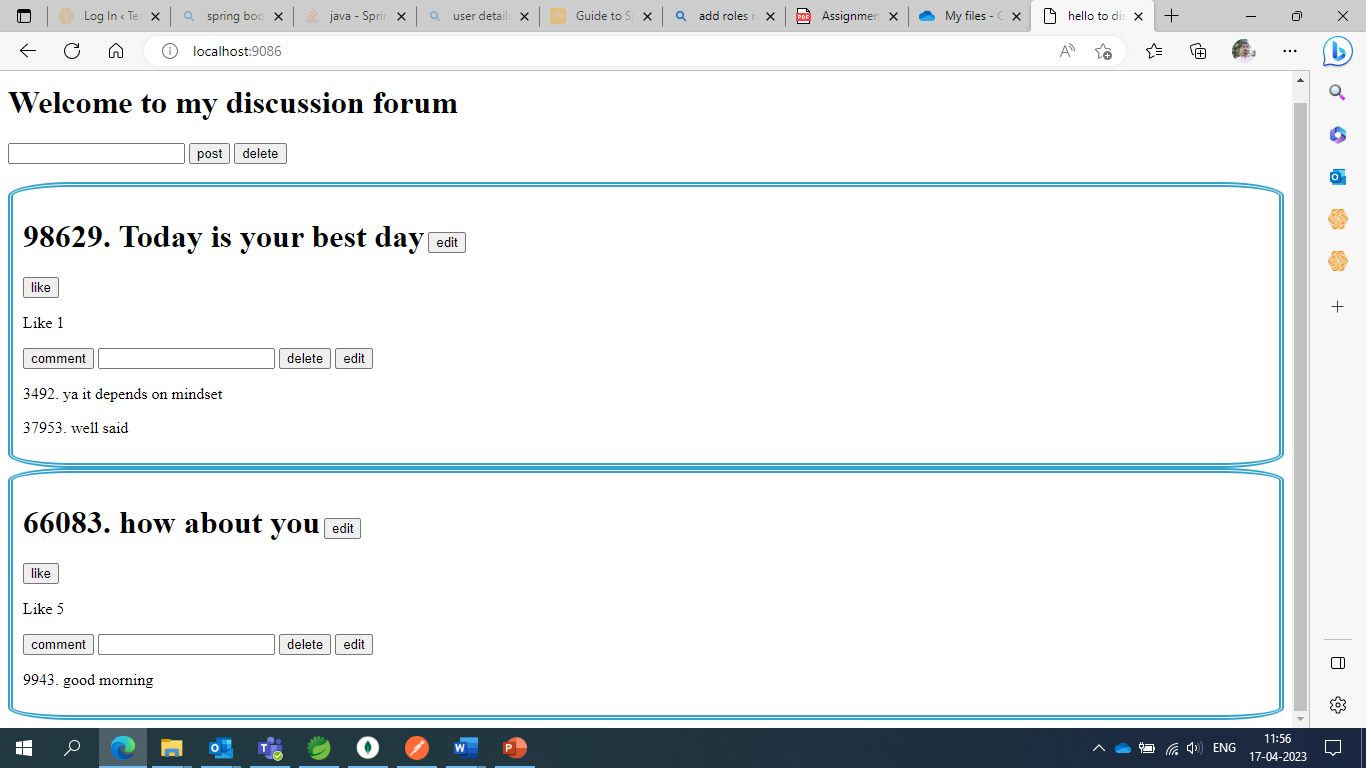 Log In ‹ Tea
spring boo
java - Sprin
user details
Guide to Sp
add roles n
Assignmen
My files - O
hello to dis
localhost:9086
Welcome to my discussion forum
post delete
98629. Today is your best day edit
like
Like 1
comment delete edit
3492. ya it depends on mindset
37953. well said
66083. how about you edit
like
Like 5
comment delete edit
9943. good morning
ENG
11:56
17-04-2023